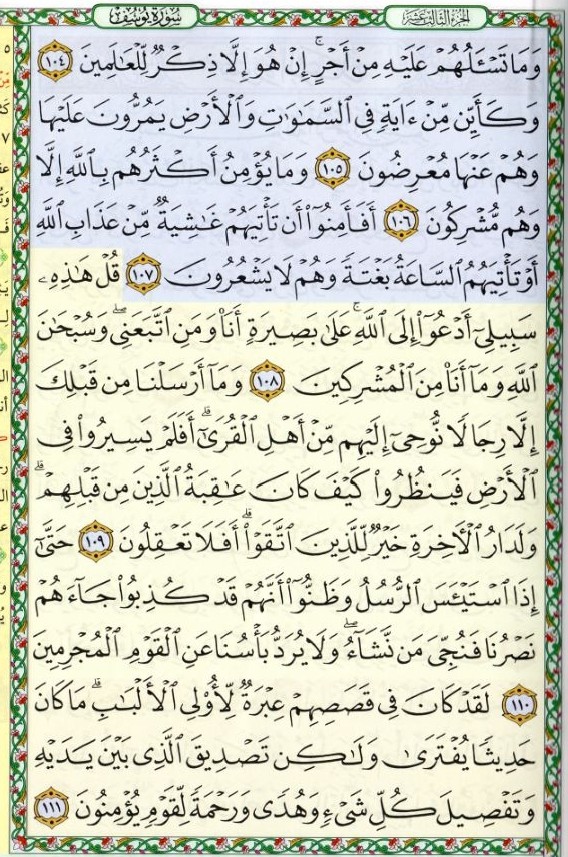 الجزء الثالث عشر
سورة يوسف
وَمَا تَسْـَٔلُهُمْ عَلَيْهِ مِنْ أَجْرٍ ۚ إِنْ هُوَ إِلَّا ذِكْرٌ لِّلْعَـٰلَمِينَ ١٠٤
وَكَأَيِّن مِّنْ ءَايَةٍ فِى ٱلسَّمَـٰوَٰتِ وَٱلْأَرْضِ يَمُرُّونَ عَلَيْهَا
وَهُمْ عَنْهَا مُعْرِضُونَ ١٠٥ وَمَا يُؤْمِنُ أَكْثَرُهُم بِٱللَّهِ إِلَّا
وَهُم مُّشْرِكُونَ ١٠٦ أَفَأَمِنُوٓا۟ أَن تَأْتِيَهُمْ غَـٰشِيَةٌ مِّنْ عَذَابِ ٱللَّهِ
أَوْ تَأْتِيَهُمُ ٱلسَّاعَةُ بَغْتَةً وَهُمْ لَا يَشْعُرُونَ ١٠٧ قُلْ هَـٰذِهِۦ
سَبِيلِىٓ أَدْعُوٓا۟ إِلَى ٱللَّهِ ۚ عَلَىٰ بَصِيرَةٍ أَنَا۠ وَمَنِ ٱتَّبَعَنِى ۖ وَسُبْحَـٰنَ
ٱللَّهِ وَمَآ أَنَا۠ مِنَ ٱلْمُشْرِكِينَ ١٠٨ وَمَآ أَرْسَلْنَا مِن قَبْلِكَ
إِلَّا رِجَالًا نُّوحِىٓ إِلَيْهِم مِّنْ أَهْلِ ٱلْقُرَىٰٓ ۗ أَفَلَمْ يَسِيرُوا۟ فِى
ٱلْأَرْضِ فَيَنظُرُوا۟ كَيْفَ كَانَ عَـٰقِبَةُ ٱلَّذِينَ مِن قَبْلِهِمْ ۗ
وَلَدَارُ ٱلْـَٔاخِرَةِ خَيْرٌ لِّلَّذِينَ ٱتَّقَوْا۟ ۗ أَفَلَا تَعْقِلُونَ ١٠٩ حَتَّىٰٓ
إِذَا ٱسْتَيْـَٔسَ ٱلرُّسُلُ وَظَنُّوٓا۟ أَنَّهُمْ قَدْ كُذِبُوا۟ جَآءَهُمْ
نَصْرُنَا فَنُجِّىَ مَن نَّشَآءُ ۖ وَلَا يُرَدُّ بَأْسُنَا عَنِ ٱلْقَوْمِ ٱلْمُجْرِمِينَ
١١٠ لَقَدْ كَانَ فِى قَصَصِهِمْ عِبْرَةٌ لِّأُو۟لِى ٱلْأَلْبَـٰبِ ۗ مَا كَانَ
حَدِيثًا يُفْتَرَىٰ وَلَـٰكِن تَصْدِيقَ ٱلَّذِى بَيْنَ يَدَيْهِ
وَتَفْصِيلَ كُلِّ شَىْءٍ وَهُدًى وَرَحْمَةً لِّقَوْمٍ يُؤْمِنُونَ ١١١